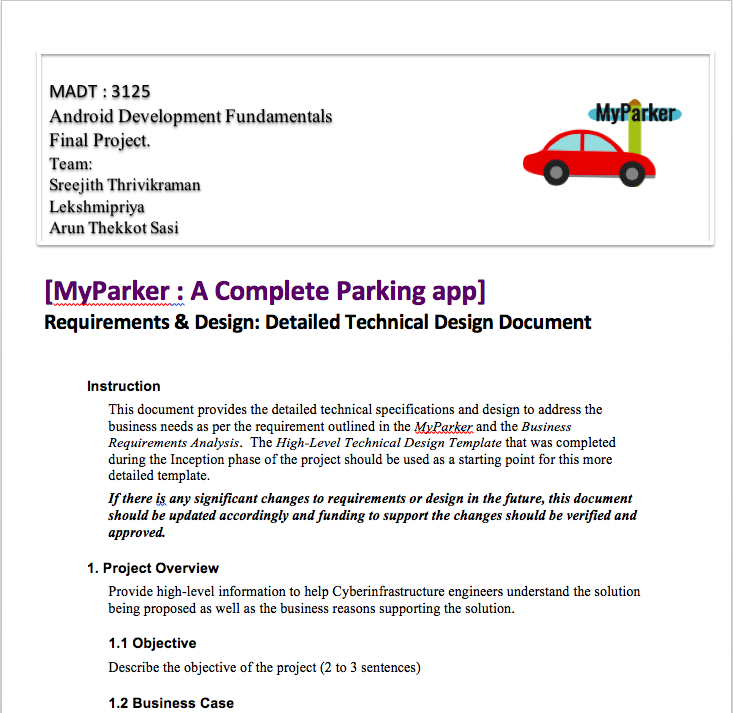 MADT : 3125
Android Development Fundamentals
Final Project.
Team:
Sreejith Thrivikraman
Lekshmipriya
Arun Thekkot Sasi
MyParker
[MyParker : A Complete Parking app]
Requirements & Design: Detailed Technical Design Document
Instruction
This document provides the detailed technical specifications and design to address the
business needs as per the requirement outlined in the MyParker and the Business
Requirements Analysis.  The High-Level Technical Design Template that was completed
during the Inception phase of the project should be used as a starting point for this more
detailed template.
If there is any significant changes to requirements or design in the future, this document
should be updated accordingly and funding to support the changes should be verified and
approved.
1. Project Overview
Provide high-level information to help Cyberinfrastructure engineers understand the solution
being proposed as well as the business reasons supporting the solution.
1.1 Objective
Describe the objective of the project (2 to 3 sentences)
1.2 Business Case